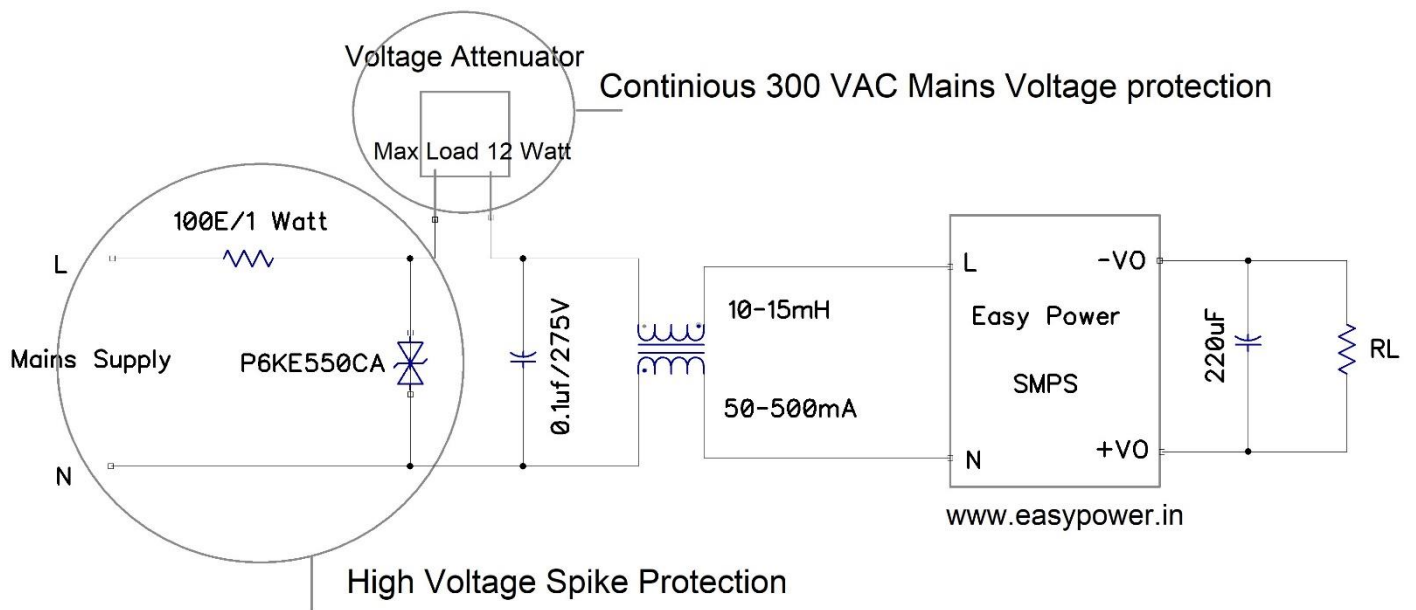 Voltage Attenuator
Continious 300 VAC Mains Voltage protection
Max Load 12 Watt
100E/1 Watt
L
Mains Supply
P6KE550CA
N
0.1uf/275V
10-15mH
50-500mA
L
-VO
Easy Power
SMPS
N
+VO
220uF
RL
www.easypower.in
High Voltage Spike Protection